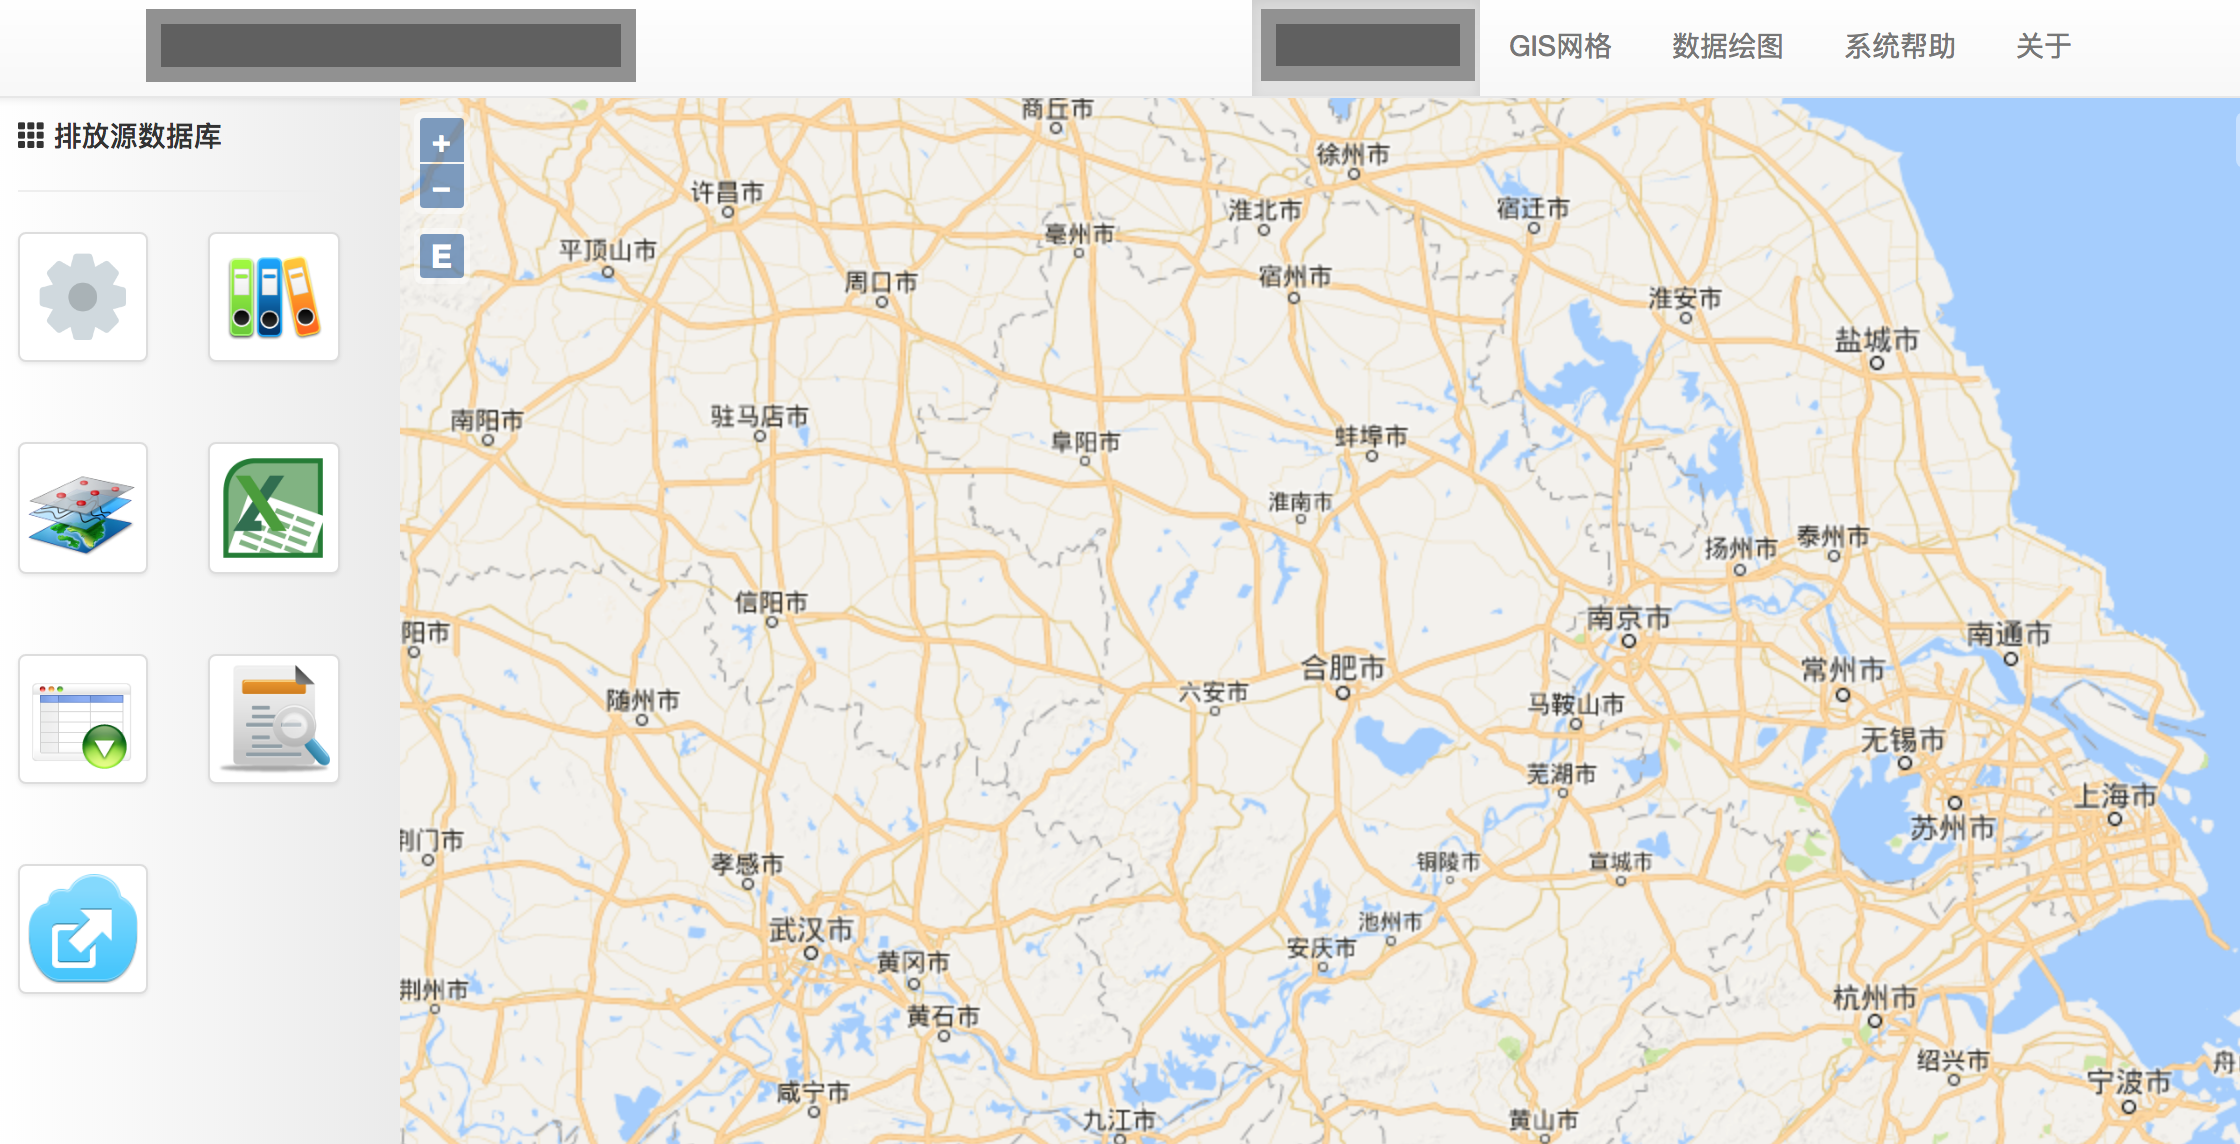 GIS网格
数据绘图
系统帮助
关于
排放源数据库
+
−
E
商丘市
徐州市
许昌市
淮北市
宿迁市
亳州市
平顶山市
周口市
宿州市
淮安市
盐城市
南阳市
驻马店市
阜阳市
蚌埠市
淮南市
扬州市
泰州市
信阳市
南京市
阳市
南通市
合肥市
常州市
六安市
随州市
马鞍山市
无锡市
芜湖市
上海市
苏州市
荆门市
孝感市
铜陵市
宣城市
池州市
武汉市
安庆市
黄冈市
荆州市
杭州市
黄石市
绍兴市
舟
宁波市
咸宁市
九江市
黄山市